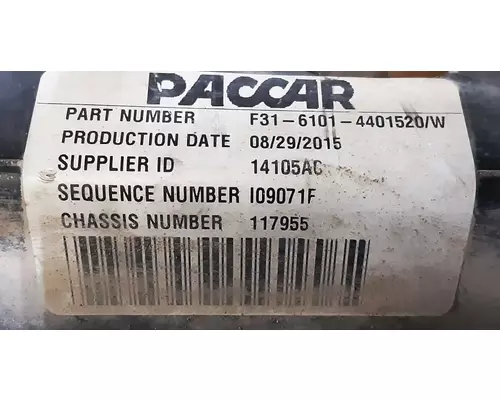 PACCAR
PART NUMBER F31-6101-4401520/W
PRODUCTION DATE 08/29/2015
SUPPLIER ID 14105AC
SEQUENCE NUMBER I09071F
CHASSIS NUMBER 117955